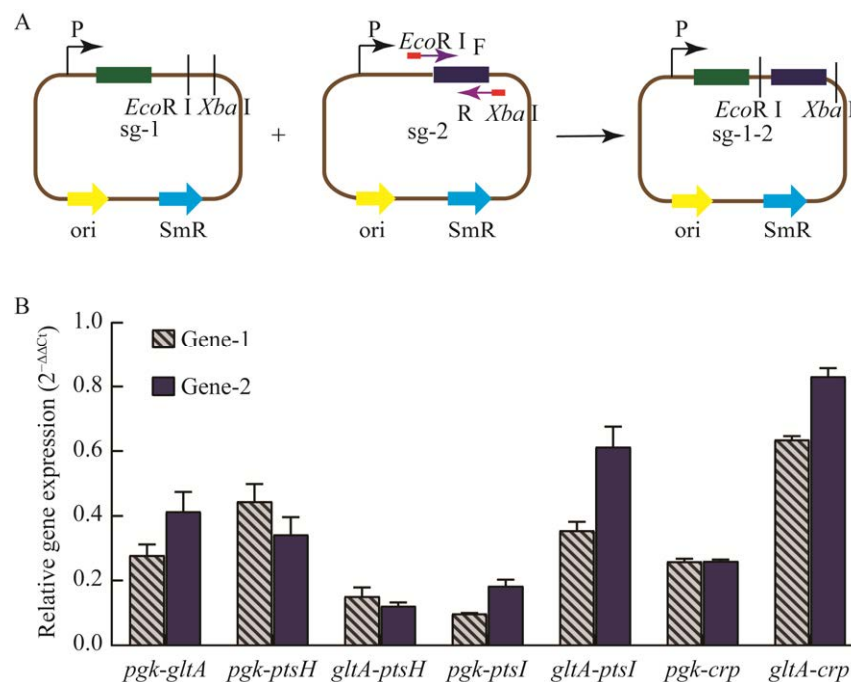 A
P
EcoR I
Xba I
sg-1
ori
SmR
+
P
EcoR I F
R Xba I
sg-2
ori
SmR
P
EcoR I
Xba I
sg-1-2
ori
SmR
B
Relative gene expression (2−ΔΔCt)
1.0
0.8
0.6
0.4
0.2
0.0
Gene-1
Gene-2
pgk-gltA pgk-ptsH gltA-ptsH pgk-ptsI gltA-ptsI pgk-crp gltA-crp